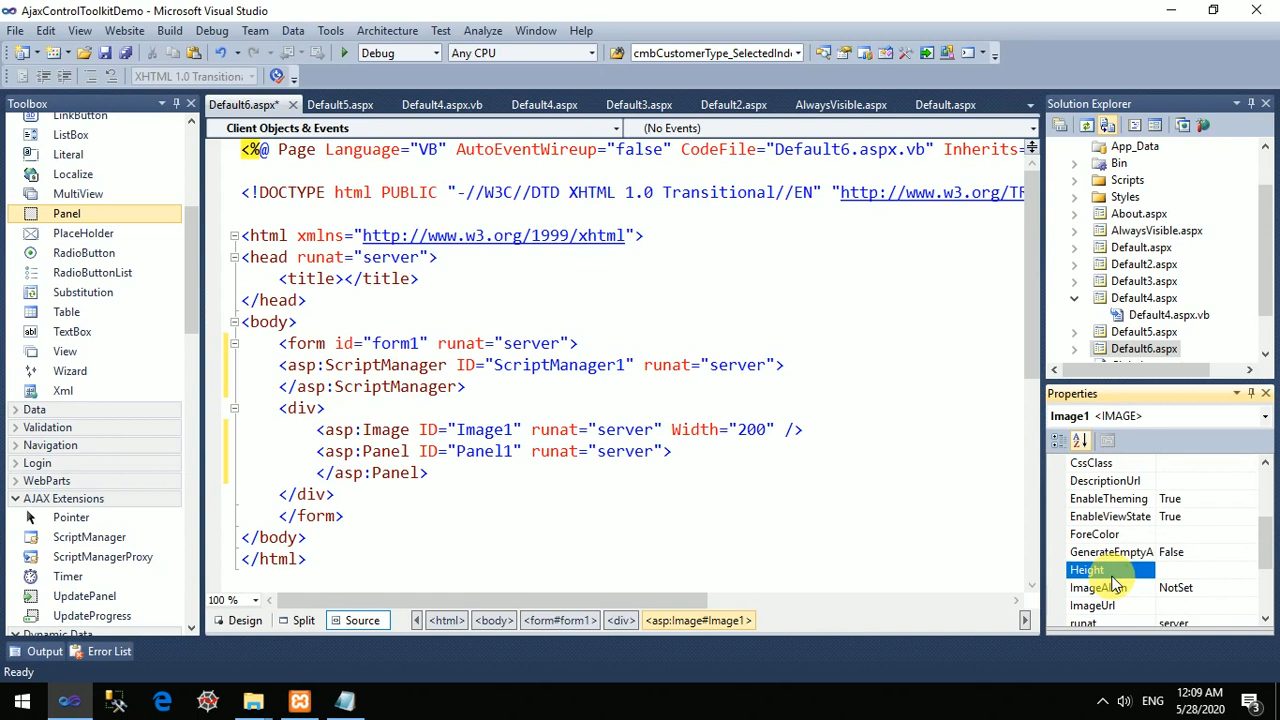 AjaxControlToolkitDemo - Microsoft Visual Studio
File Edit View Website Build Debug Team Data Tools Architecture Test Analyze Window Help
Debug Any CPU cmbCustomerType_SelectedInde
XHTML 1.0 Transition
Toolbox
LinkButton
ListBox
Literal
Localize
MultiView
Panel
PlaceHolder
RadioButton
RadioButtonList
Substitution
Table
TextBox
View
Wizard
Xml
Data
Validation
Navigation
Login
WebParts
AJAX Extensions
Pointer
ScriptManager
ScriptManagerProxy
Timer
UpdatePanel
UpdateProgress
Dynamic Data
Default6.aspx* Default5.aspx Default4.aspx.vb Default4.aspx Default3.aspx Default2.aspx AlwaysVisible.aspx Default.aspx
Client Objects & Events (No Events)
<%@ Page Language="VB" AutoEventWireup="false" CodeFile="Default6.aspx.vb" Inherits=
<!DOCTYPE html PUBLIC "-//W3C//DTD XHTML 1.0 Transitional//EN" "http://www.w3.org/TR
<html xmlns="http://www.w3.org/1999/xhtml">
<head runat="server">
<title></title>
</head>
<body>
<form id="form1" runat="server">
<asp:ScriptManager ID="ScriptManager1" runat="server">
</asp:ScriptManager>
<div>
<asp:Image ID="Image1" runat="server" Width="200" />
<asp:Panel ID="Panel1" runat="server">
</asp:Panel>
</div>
</form>
</body>
</html>
100 %
Design Split Source <html> <body> <form#form1> <div> <asp:Image#Image1>
Solution Explorer
App_Data
Bin
Scripts
Styles
About.aspx
AlwaysVisible.aspx
Default.aspx
Default2.aspx
Default3.aspx
Default4.aspx
Default4.aspx.vb
Default5.aspx
Default6.aspx
Properties
Image1 <IMAGE>
CssClass
DescriptionUrl
EnableTheming True
EnableViewState True
ForeColor
GenerateEmptyA False
Height
NotSet
ImageUrl
runat server
Output Error List
Ready
ENG
12:09 AM
5/28/2020
3